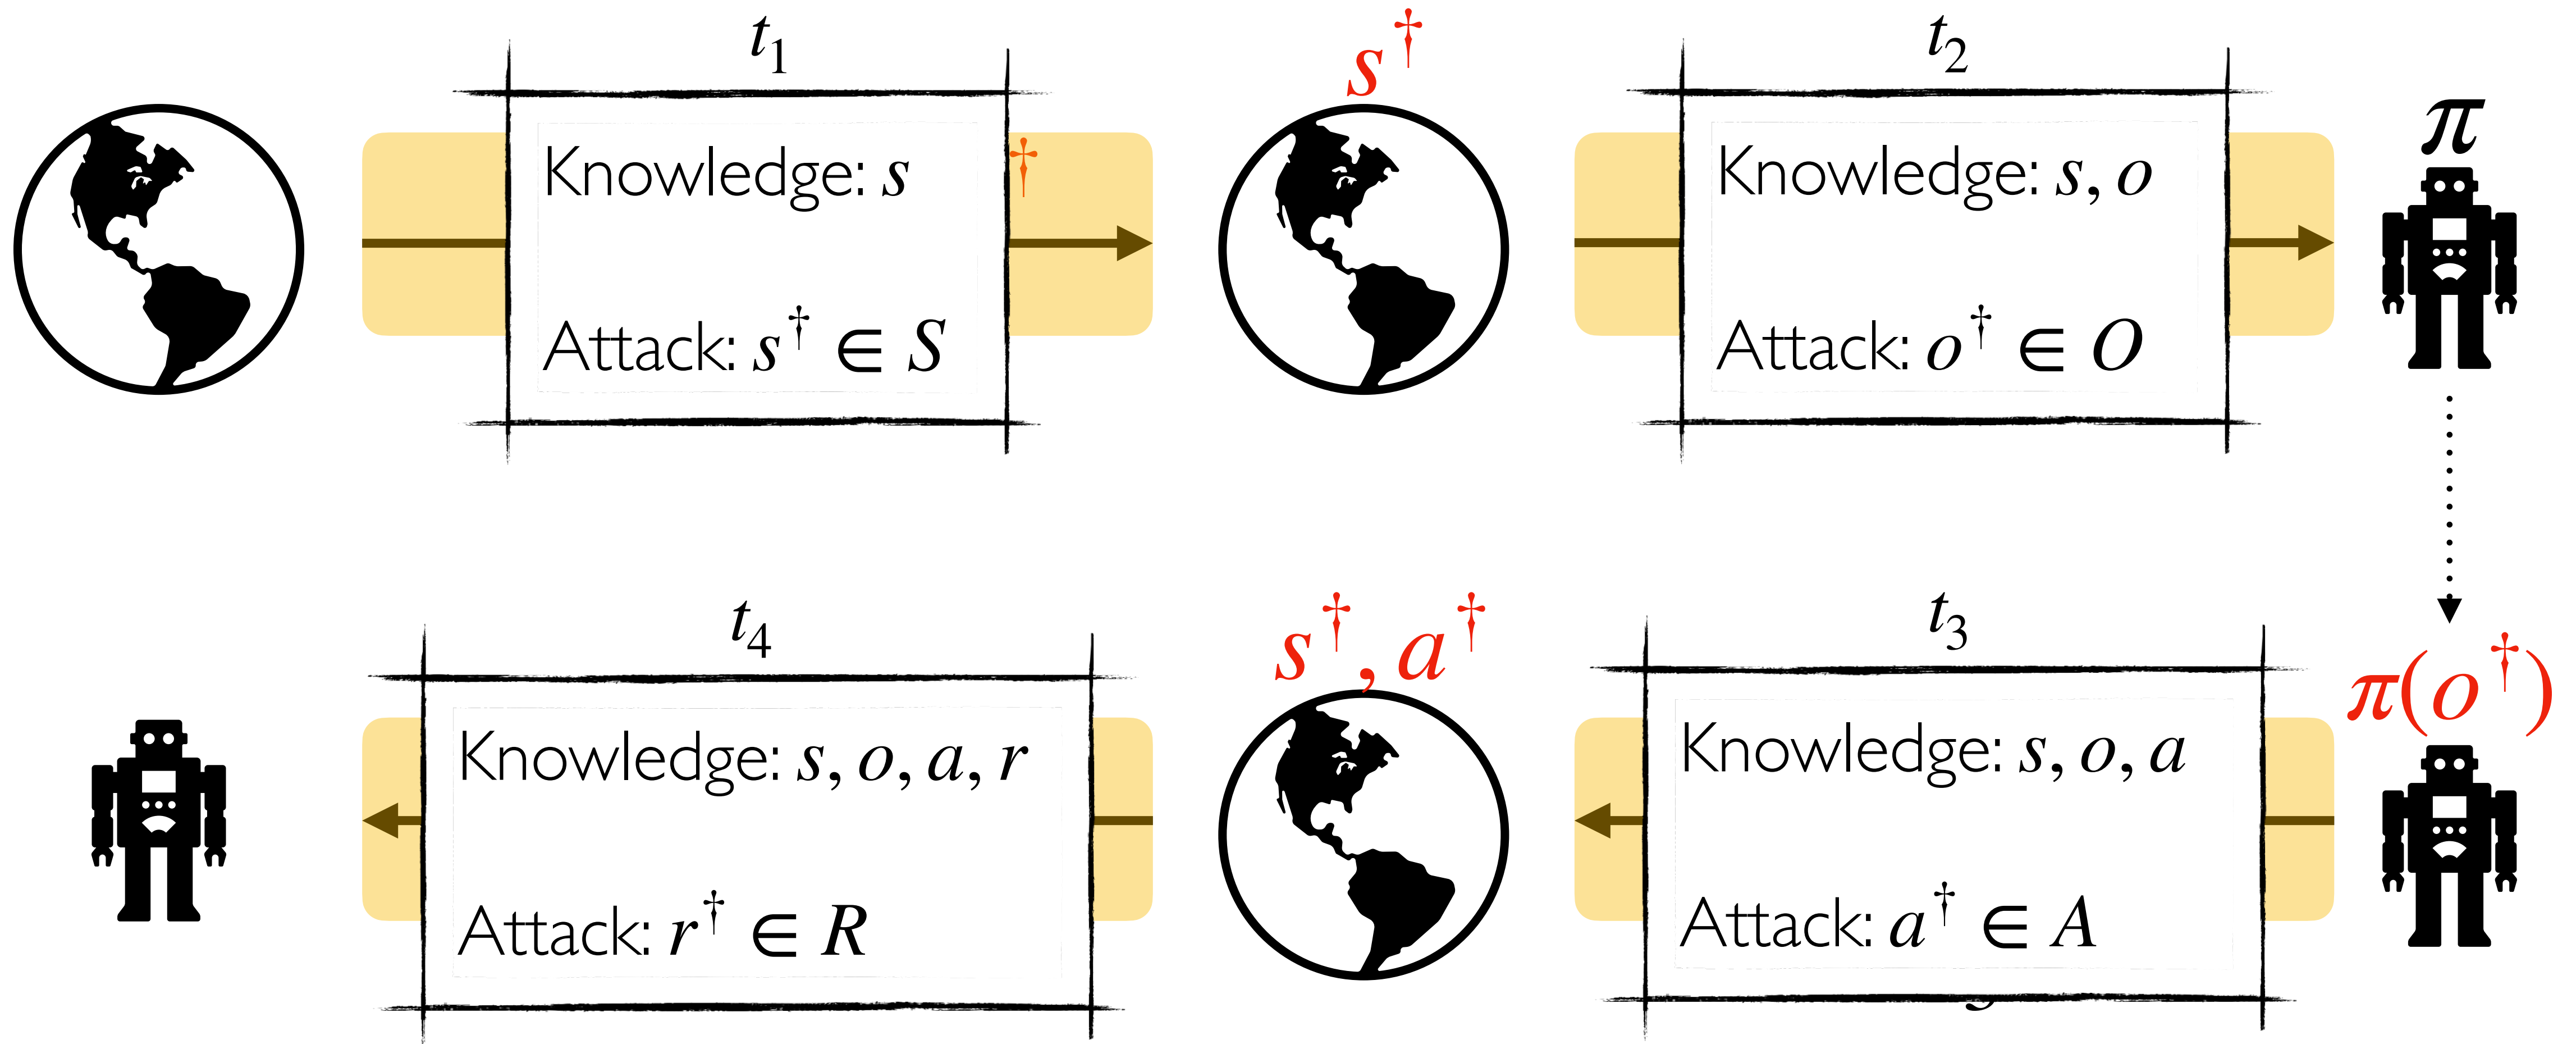 t₁
Knowledge: s
†
Attack: s† ∈ S
s†
t₂
Knowledge: s, o
Attack: o† ∈ O
π
t₄
Knowledge: s, o, a, r
Attack: r† ∈ R
s†, a†
t₃
Knowledge: s, o, a
Attack: a† ∈ A
π(o†)